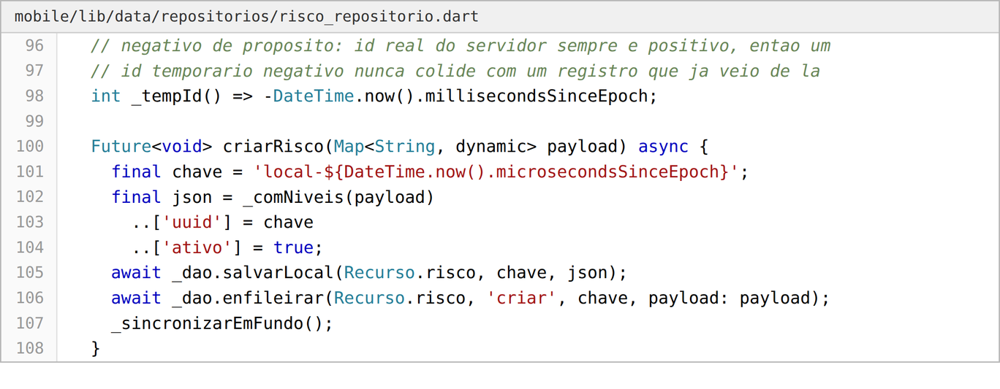 mobile/lib/data/repositorios/risco_repositorio.dart
96 // negativo de proposito: id real do servidor sempre e positivo, entao um
97 // id temporario negativo nunca colide com um registro que ja veio de la
98 int _tempId() => -DateTime.now().millisecondsSinceEpoch;
99
100 Future<void> criarRisco(Map<String, dynamic> payload) async {
101 final chave = 'local-${DateTime.now().microsecondsSinceEpoch}';
102 final json = _comNiveis(payload)
103 ..['uuid'] = chave
104 ..['ativo'] = true;
105 await _dao.salvarLocal(Recurso.risco, chave, json);
106 await _dao.enfileirar(Recurso.risco, 'criar', chave, payload: payload);
107 _sincronizarEmFundo();
108 }